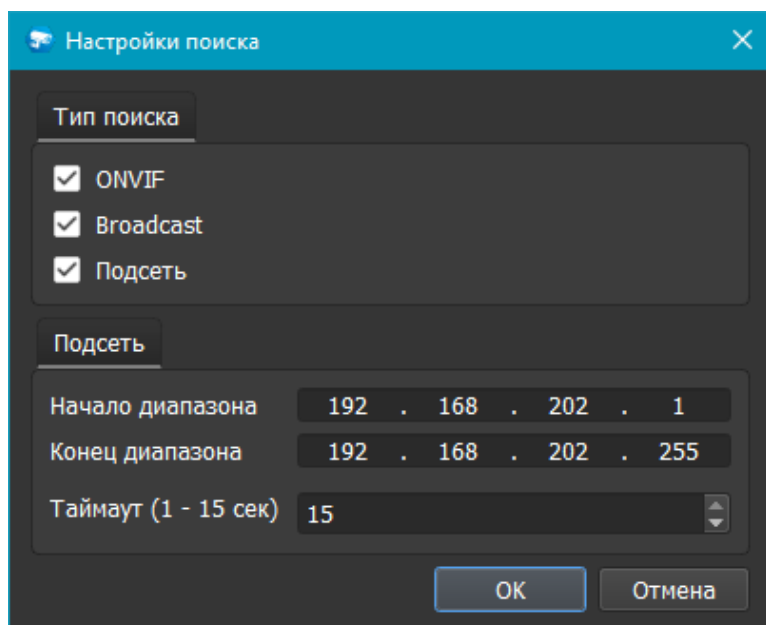 Настройки поиска
Тип поиска
ONVIF
Broadcast
Подсеть
Подсеть
Начало диапазона 192 . 168 . 202 . 1
Конец диапазона 192 . 168 . 202 . 255
Таймаут (1 - 15 сек) 15
OK Отмена